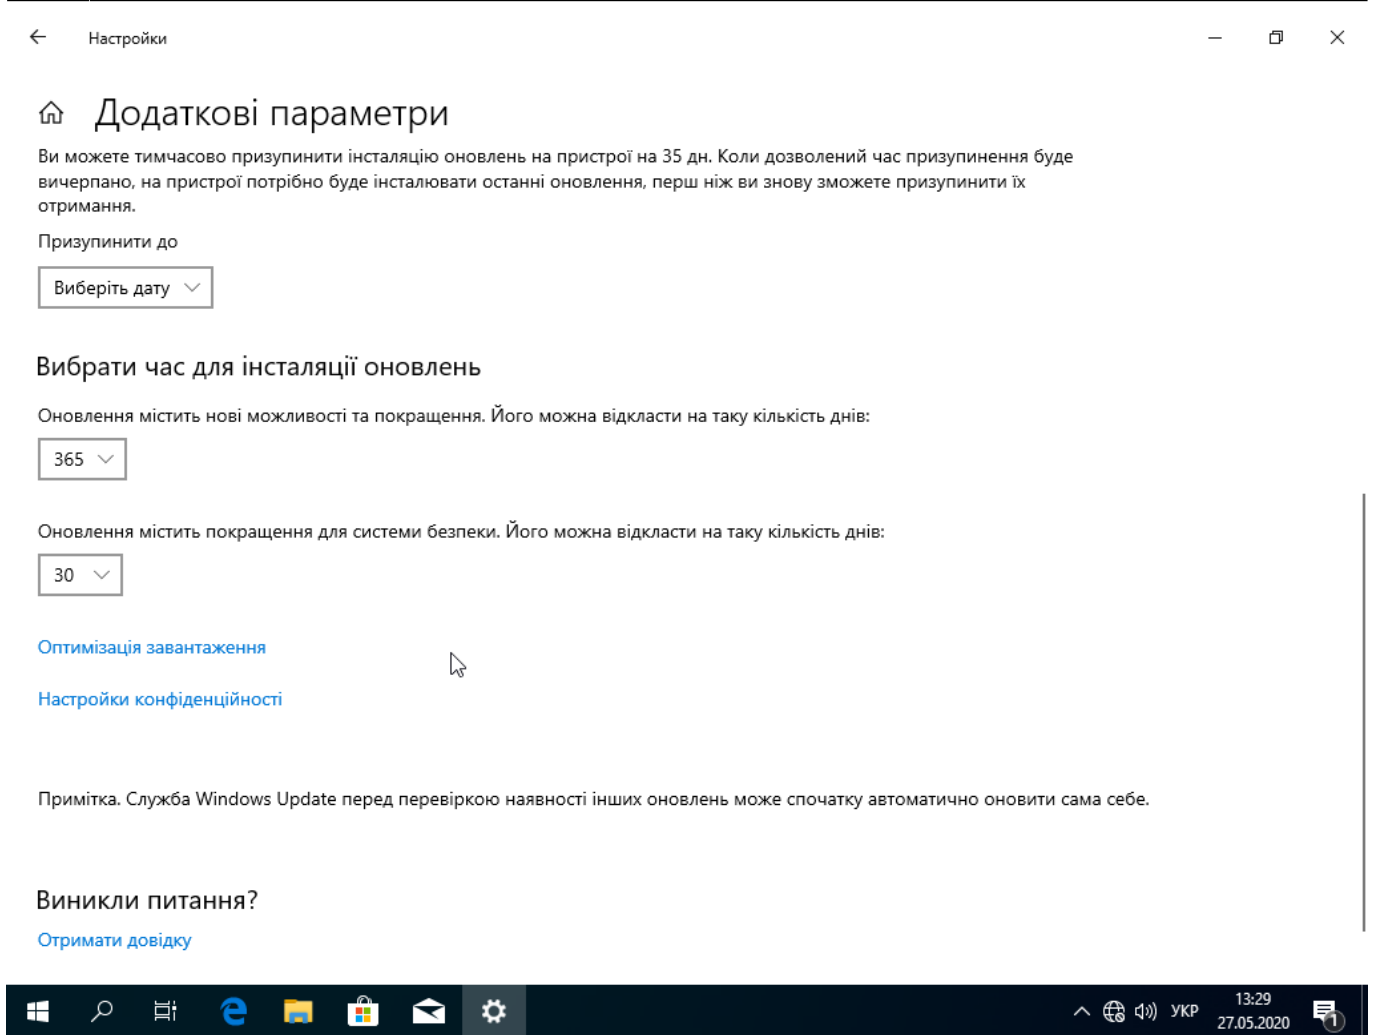 Настройки
Додаткові параметри
Ви можете тимчасово призупинити інсталяцію оновлень на пристрої на 35 дн. Коли дозволений час призупинення буде
вичерпано, на пристрої потрібно буде інсталювати останні оновлення, перш ніж ви знову зможете призупинити їх
отримання.
Призупинити до
Виберіть дату
Вибрати час для інсталяції оновлень
Оновлення містить нові можливості та покращення. Його можна відкласти на таку кількість днів:
365
Оновлення містить покращення для системи безпеки. Його можна відкласти на таку кількість днів:
30
Оптимізація завантаження
Настройки конфіденційності
Примітка. Служба Windows Update перед перевіркою наявності інших оновлень може спочатку автоматично оновити сама себе.
Виникли питання?
Отримати довідку
УКР
13:29
27.05.2020
1